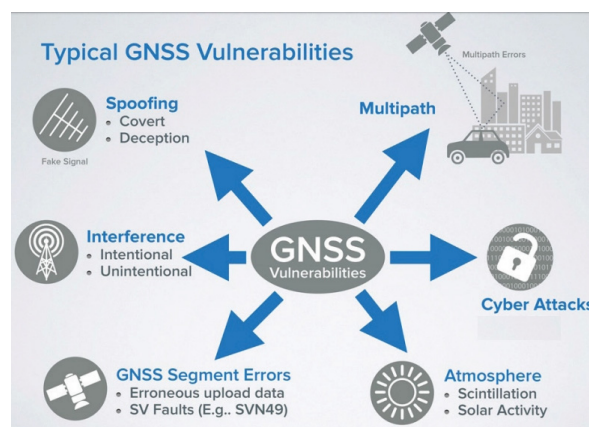 Typical GNSS Vulnerabilities
Multipath Errors
Spoofing
• Covert
• Deception
Fake Signal
Multipath
Interference
• Intentional
• Unintentional
GNSS
Vulnerabilities
Cyber Attacks
GNSS Segment Errors
• Erroneous upload data
• SV Faults (E.g.. SVN49)
Atmosphere
• Scintillation
• Solar Activity